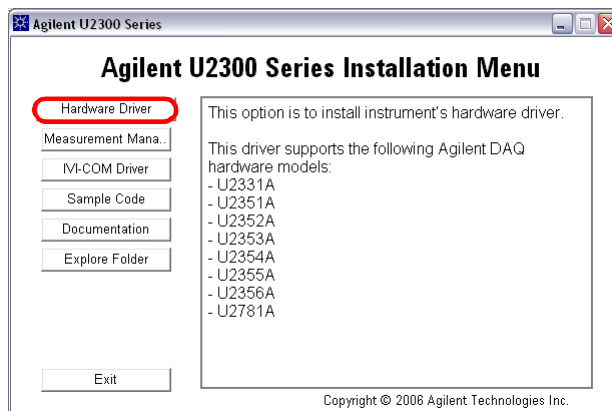 Agilent U2300 Series
Agilent U2300 Series Installation Menu
Hardware Driver
Measurement Mana..
IVI-COM Driver
Sample Code
Documentation
Explore Folder
Exit
This option is to install instrument's hardware driver.
This driver supports the following Agilent DAQ
hardware models:
- U2331A
- U2351A
- U2352A
- U2353A
- U2354A
- U2355A
- U2356A
- U2781A
Copyright © 2006 Agilent Technologies Inc.